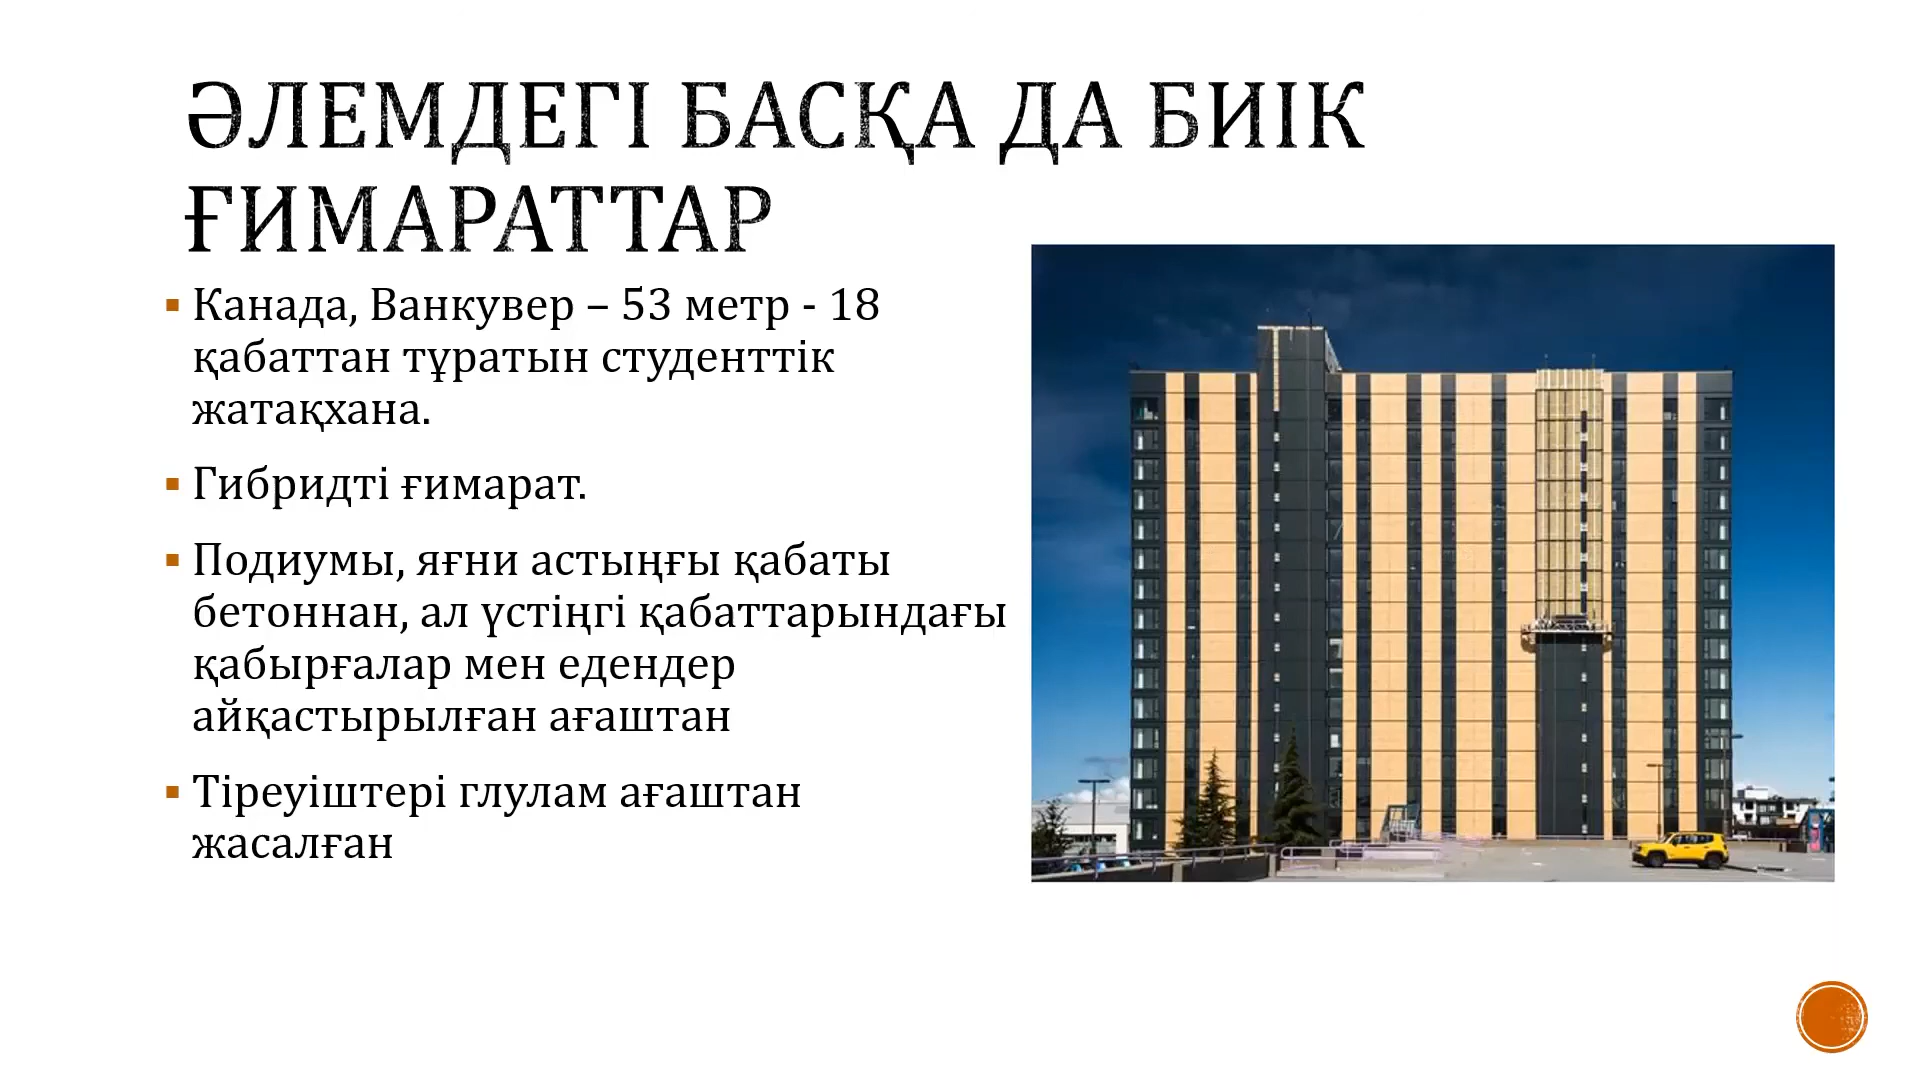 ӘЛЕМДЕГІ БАСҚА ДА БИІК
ҒИМАРАТТАР
▪ Канада, Ванкувер – 53 метр - 18
қабаттан тұратын студенттік
жатақхана.
▪ Гибридті ғимарат.
▪ Подиумы, яғни астыңғы қабаты
бетоннан, ал үстіңгі қабаттарындағы
қабырғалар мен едендер
айқастырылған ағаштан
▪ Тіреуіштері глулам ағаштан
жасалған